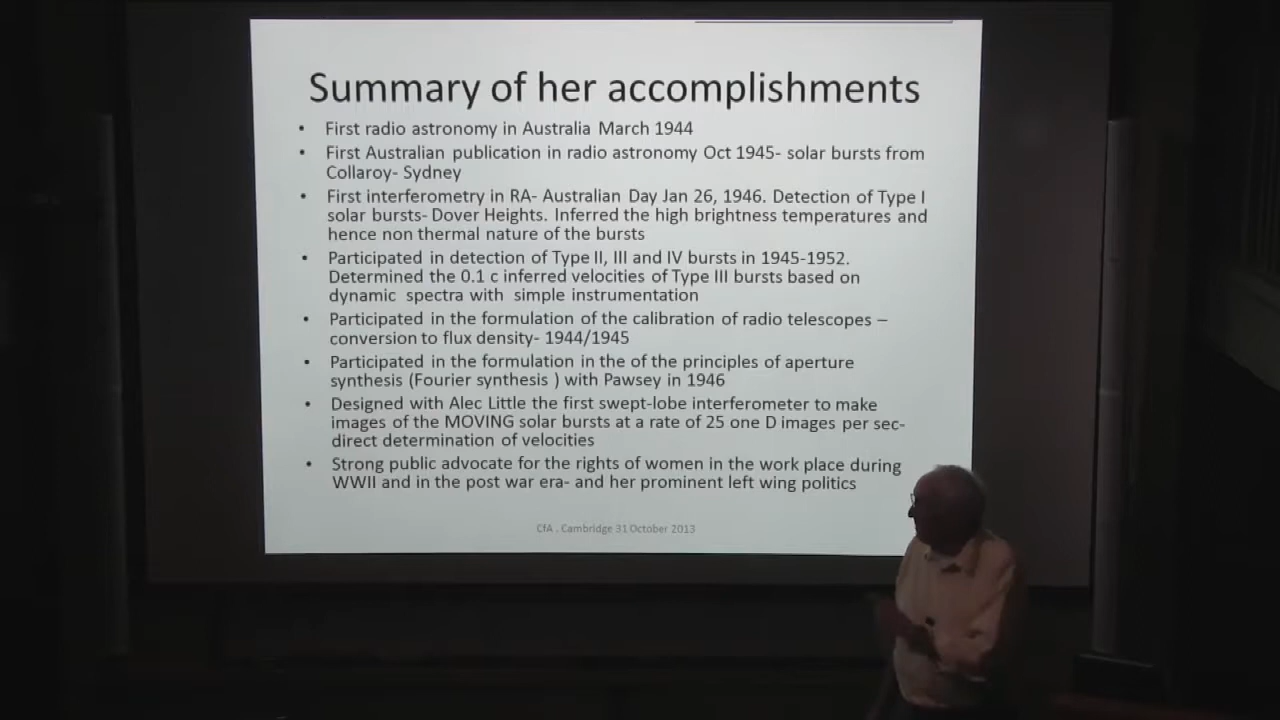 Summary of her accomplishments
• First radio astronomy in Australia March 1944
• First Australian publication in radio astronomy Oct 1945- solar bursts from
Collaroy- Sydney
• First interferometry in RA- Australian Day Jan 26, 1946. Detection of Type I
solar bursts- Dover Heights. Inferred the high brightness temperatures and
hence non thermal nature of the bursts
• Participated in detection of Type II, III and IV bursts in 1945-1952.
Determined the 0.1 c inferred velocities of Type III bursts based on
dynamic spectra with simple instrumentation
• Participated in the formulation of the calibration of radio telescopes –
conversion to flux density- 1944/1945
• Participated in the formulation in the of the principles of aperture
synthesis (Fourier synthesis ) with Pawsey in 1946
• Designed with Alec Little the first swept-lobe interferometer to make
images of the MOVING solar bursts at a rate of 25 one D images per sec-
direct determination of velocities
• Strong public advocate for the rights of women in the work place during
WWII and in the post war era- and her prominent left wing politics
CfA . Cambridge 31 October 2013